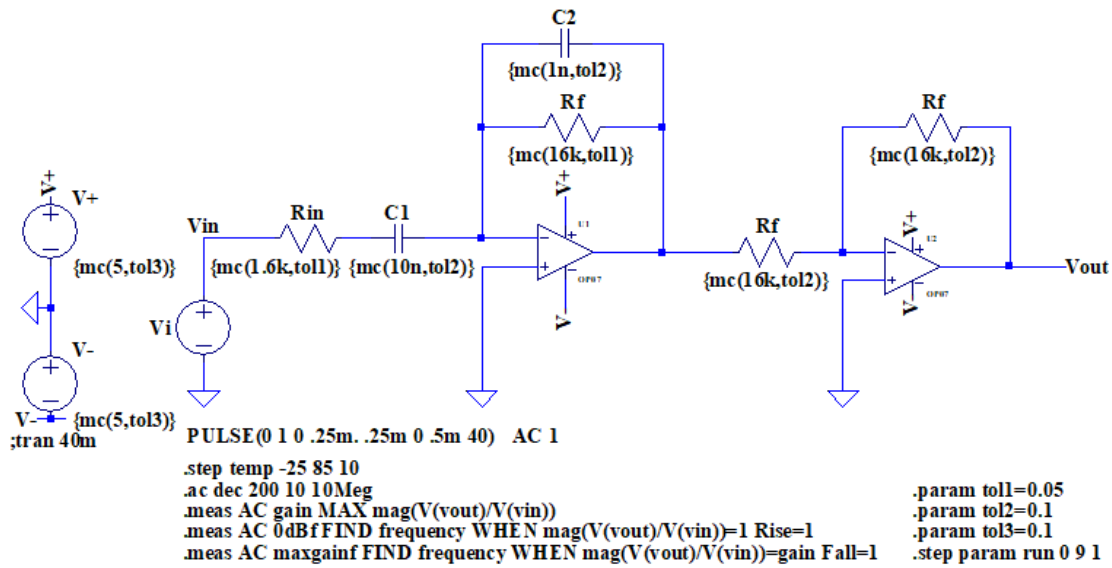 C2
{mc(1n,tol2)}
Rf
{mc(16k,tol1)}
Rf
{mc(16k,tol2)}
V+
V+
V+
U1
OP07
V
Rin
{mc(1.6k,tol1)}
C1
{mc(10n,tol2)}
Vin
{mc(5,tol3)}
Vi
Rf
{mc(16k,tol2)}
V+
U2
OP07
V
Vout
V-
V-
{mc(5,tol3)}
;tran 40m
PULSE(0 1 0 .25m. .25m 0 .5m 40) AC 1
.step temp -25 85 10
.ac dec 200 10 10Meg
.meas AC gain MAX mag(V(vout)/V(vin))
.meas AC 0dBf FIND frequency WHEN mag(V(vout)/V(vin))=1 Rise=1
.meas AC maxgainf FIND frequency WHEN mag(V(vout)/V(vin))=gain Fall=1
.param tol1=0.05
.param tol2=0.1
.param tol3=0.1
.step param run 0 9 1